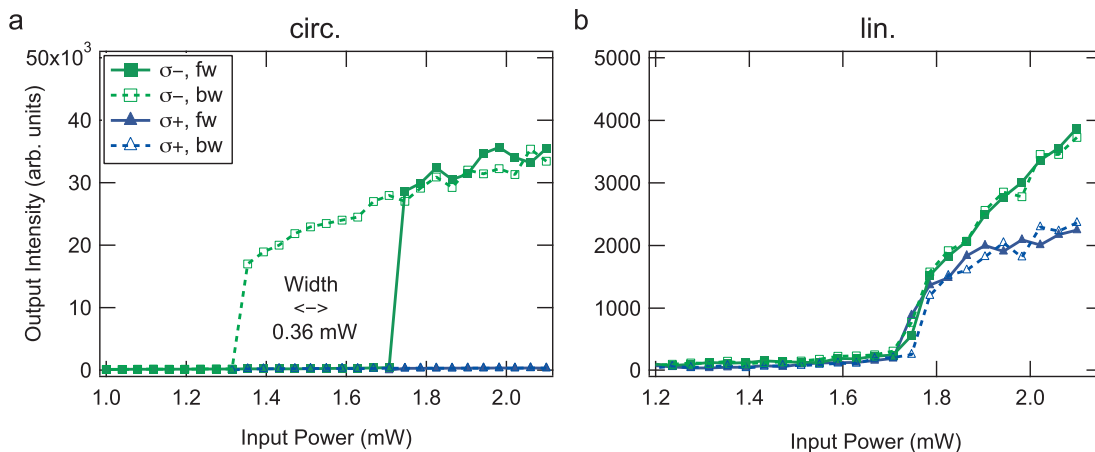 a
circ.
50x10³
40
30
20
10
0
Output Intensity (arb. units)
σ−, fw
σ−, bw
σ+, fw
σ+, bw
Width
<-->
0.36 mW
1.0
1.2
1.4
1.6
1.8
2.0
Input Power (mW)
b
lin.
5000
4000
3000
2000
1000
0
1.2
1.4
1.6
1.8
2.0
Input Power (mW)